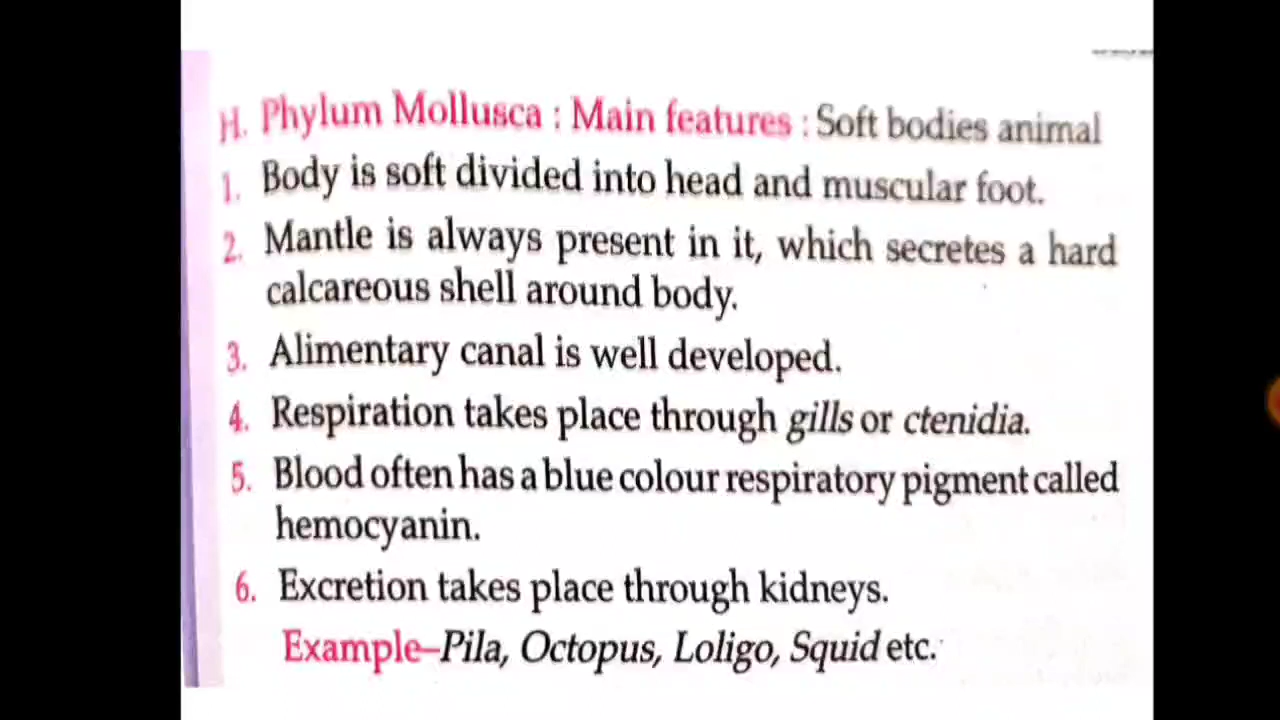 H. Phylum Mollusca : Main features : Soft bodies animal
1. Body is soft divided into head and muscular foot.
2. Mantle is always present in it, which secretes a hard
calcareous shell around body.
3. Alimentary canal is well developed.
4. Respiration takes place through gills or ctenidia.
5. Blood often has a blue colour respiratory pigment called
hemocyanin.
6. Excretion takes place through kidneys.
Example–Pila, Octopus, Loligo, Squid etc.